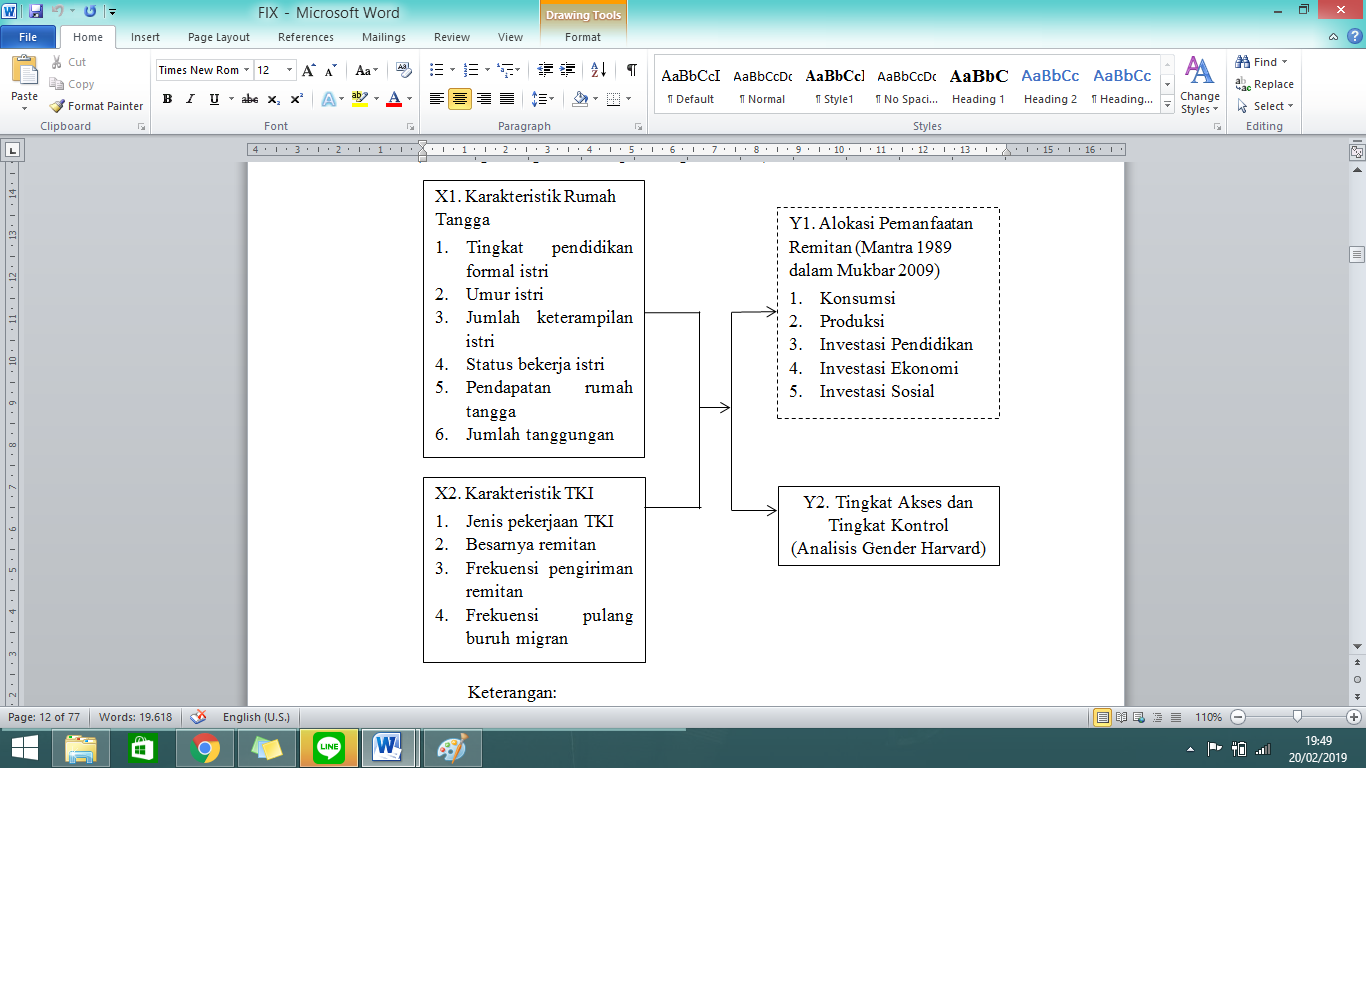 FIX - Microsoft Word
Drawing Tools
File Home Insert Page Layout References Mailings Review View Format
Paste
Cut
Copy
Format Painter
Clipboard
Times New Rom 12
Font
Paragraph
AaBbCcI AaBbCcDc AaBbCcI AaBbCcDc AaBbC AaBbCc AaBbCc
¶ Default ¶ Normal ¶ Style1 ¶ No Spaci... Heading 1 Heading 2 ¶ Heading...
Change
Styles
Styles
Find
Replace
Select
Editing
X1. Karakteristik Rumah
Tangga
1. Tingkat pendidikan
formal istri
2. Umur istri
3. Jumlah keterampilan
istri
4. Status bekerja istri
5. Pendapatan rumah
tangga
6. Jumlah tanggungan
X2. Karakteristik TKI
1. Jenis pekerjaan TKI
2. Besarnya remitan
3. Frekuensi pengiriman
remitan
4. Frekuensi pulang
buruh migran
Y1. Alokasi Pemanfaatan
Remitan (Mantra 1989
dalam Mukbar 2009)
1. Konsumsi
2. Produksi
3. Investasi Pendidikan
4. Investasi Ekonomi
5. Investasi Sosial
Y2. Tingkat Akses dan
Tingkat Kontrol
(Analisis Gender Harvard)
Keterangan:
Page: 12 of 77 Words: 19.618 English (U.S.) 110%
LINE
19:49
20/02/2019